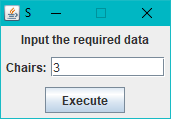 S
Input the required data
Chairs: 3
Execute